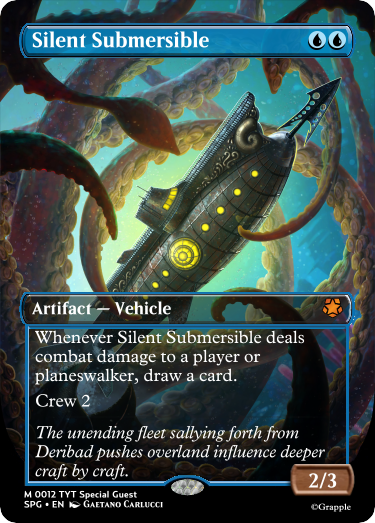 Silent Submersible
Artifact — Vehicle
Whenever Silent Submersible deals
combat damage to a player or
planeswalker, draw a card.
Crew 2
The unending fleet sallying forth from
Deribad pushes overland influence deeper
craft by craft.
2/3
M 0012 TYT Special Guest
SPG • EN Gaetano Carlucci
©Grapple